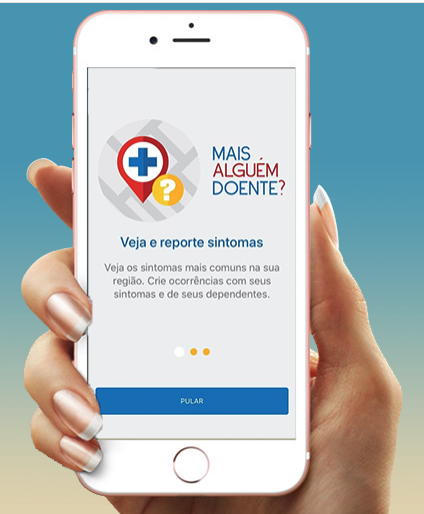 MAIS
ALGUÉM
DOENTE?
?
Veja e reporte sintomas
Veja os sintomas mais comuns na sua
região. Crie ocorrências com seus
sintomas e de seus dependentes.
PULAR